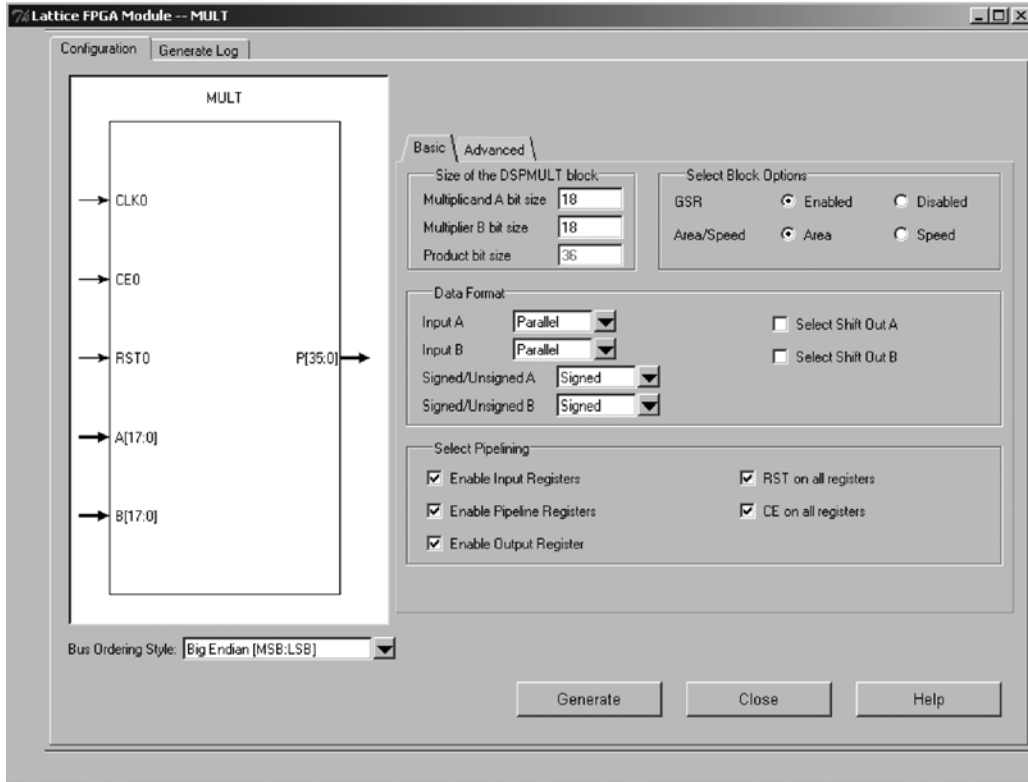 Lattice FPGA Module -- MULT
Configuration
Generate Log
MULT
CLK0
CE0
RST0
P[35:0]
A[17:0]
B[17:0]
Bus Ordering Style: Big Endian [MSB:LSB]
Basic
Advanced
Size of the DSPMULT block
Multiplicand A bit size 18
Multiplier B bit size 18
Product bit size 36
Select Block Options
GSR Enabled Disabled
Area/Speed Area Speed
Data Format
Input A Parallel
Input B Parallel
Signed/Unsigned A Signed
Signed/Unsigned B Signed
Select Shift Out A
Select Shift Out B
Select Pipelining
Enable Input Registers
Enable Pipeline Registers
Enable Output Register
RST on all registers
CE on all registers
Generate
Close
Help